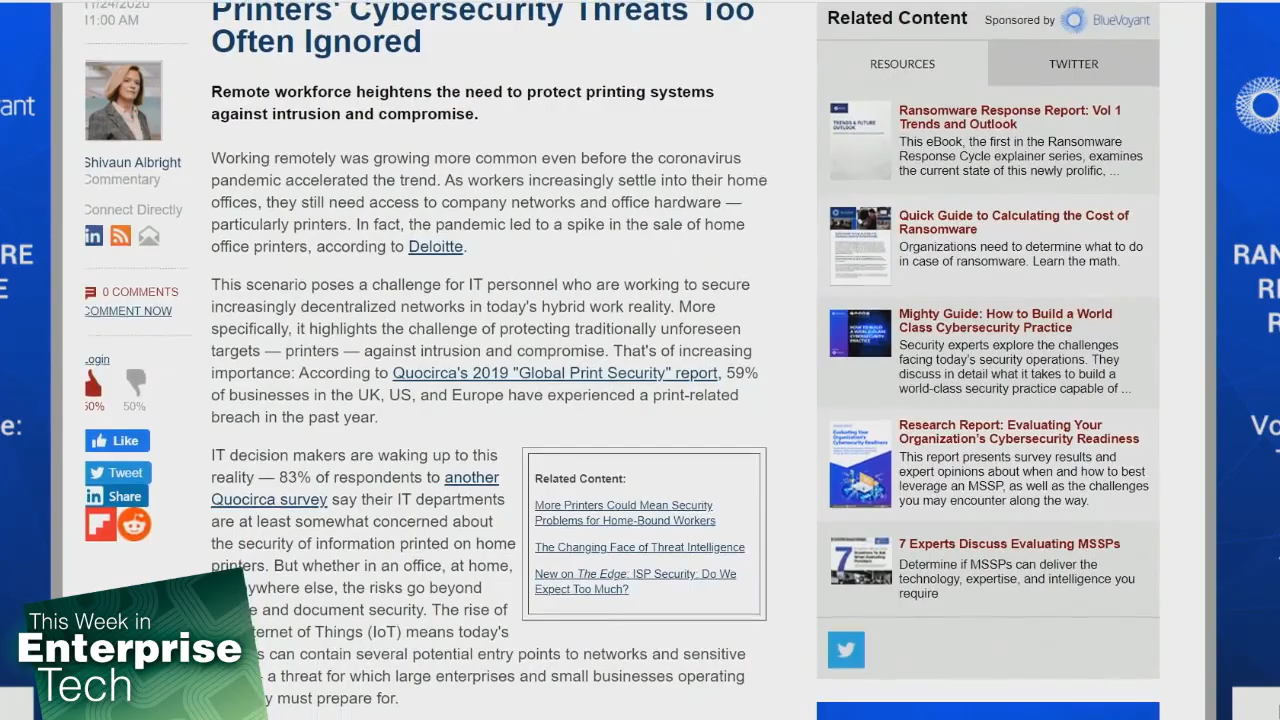 11/24/2020
11:00 AM
Printers' Cybersecurity Threats Too
Often Ignored
Shivaun Albright
Commentary
Connect Directly
0 COMMENTS
COMMENT NOW
Login
50%
50%
Like
Tweet
Share
Remote workforce heightens the need to protect printing systems
against intrusion and compromise.
Working remotely was growing more common even before the coronavirus
pandemic accelerated the trend. As workers increasingly settle into their home
offices, they still need access to company networks and office hardware —
particularly printers. In fact, the pandemic led to a spike in the sale of home
office printers, according to Deloitte.
This scenario poses a challenge for IT personnel who are working to secure
increasingly decentralized networks in today's hybrid work reality. More
specifically, it highlights the challenge of protecting traditionally unforeseen
targets — printers — against intrusion and compromise. That's of increasing
importance: According to Quocirca's 2019 "Global Print Security" report, 59%
of businesses in the UK, US, and Europe have experienced a print-related
breach in the past year.
IT decision makers are waking up to this
reality — 83% of respondents to another
Quocirca survey say their IT departments
are at least somewhat concerned about
the security of information printed on home
printers. But whether in an office, at home,
ywhere else, the risks go beyond
e and document security. The rise of
ternet of Things (IoT) means today's
s can contain several potential entry points to networks and sensitive
— a threat for which large enterprises and small businesses operating
y must prepare for.
Related Content:
More Printers Could Mean Security
Problems for Home-Bound Workers
The Changing Face of Threat Intelligence
New on The Edge: ISP Security: Do We
Expect Too Much?
Related Content Sponsored by BlueVoyant
RESOURCES
TWITTER
Ransomware Response Report: Vol 1
Trends and Outlook
This eBook, the first in the Ransomware
Response Cycle explainer series, examines
the current state of this newly prolific, ...
Quick Guide to Calculating the Cost of
Ransomware
Organizations need to determine what to do
in case of ransomware. Learn the math.
Mighty Guide: How to Build a World
Class Cybersecurity Practice
Security experts explore the challenges
facing today's security operations. They
discuss in detail what it takes to build a
world-class security practice capable of ...
Research Report: Evaluating Your
Organization's Cybersecurity Readiness
This report presents survey results and
expert opinions about when and how to best
leverage an MSSP, as well as the challenges
you may encounter along the way.
7 Experts Discuss Evaluating MSSPs
Determine if MSSPs can deliver the
technology, expertise, and intelligence you
require
This Week in
Enterprise
Tech